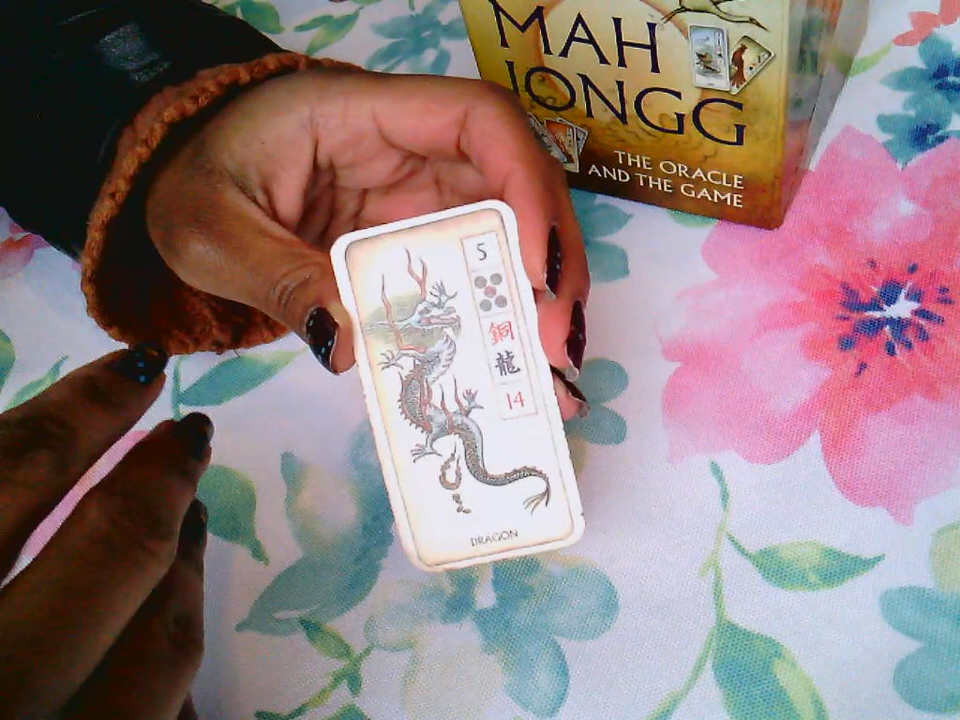 MAH
JONGG
THE ORACLE
AND THE GAME
5
銅
龍
14
DRAGON